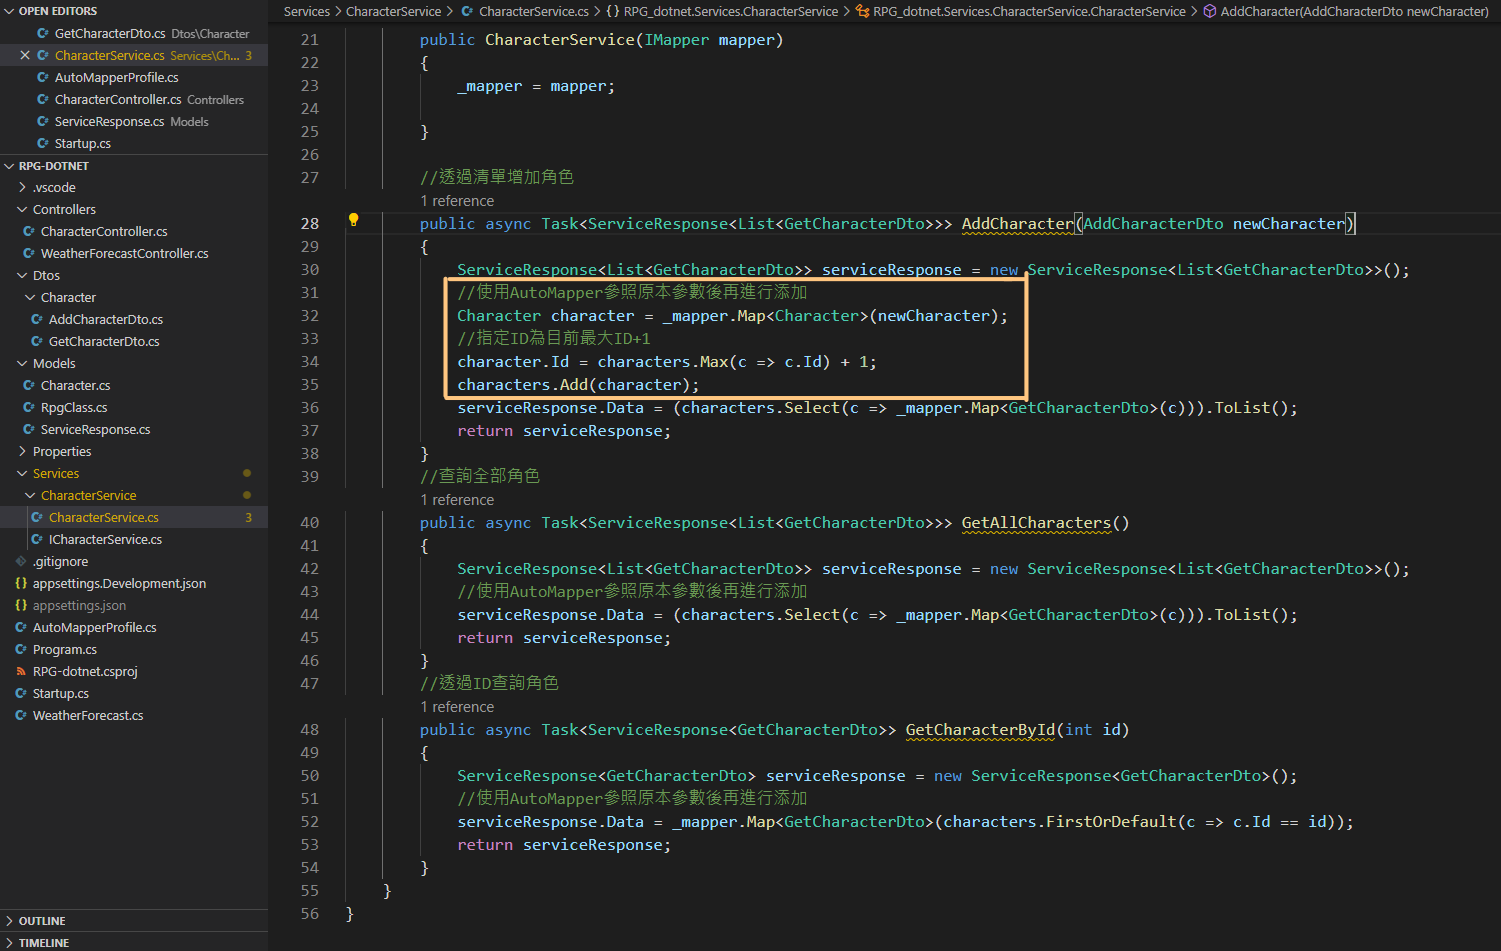 OPEN EDITORS
GetCharacterDto.cs Dtos\Character
CharacterService.cs Services\Ch... 3
AutoMapperProfile.cs
CharacterController.cs Controllers
ServiceResponse.cs Models
Startup.cs
RPG-DOTNET
.vscode
Controllers
CharacterController.cs
WeatherForecastController.cs
Dtos
Character
AddCharacterDto.cs
GetCharacterDto.cs
Models
Character.cs
RpgClass.cs
ServiceResponse.cs
Properties
Services
CharacterService
CharacterService.cs 3
ICharacterService.cs
.gitignore
appsettings.Development.json
appsettings.json
AutoMapperProfile.cs
Program.cs
RPG-dotnet.csproj
Startup.cs
WeatherForecast.cs
OUTLINE
TIMELINE
Services > CharacterService > CharacterService.cs > {} RPG_dotnet.Services.CharacterService > RPG_dotnet.Services.CharacterService.CharacterService > AddCharacter(AddCharacterDto newCharacter)
21 public CharacterService(IMapper mapper)
22 {
23 _mapper = mapper;
24
25 }
26
27 //透過清單增加角色
1 reference
28 public async Task<ServiceResponse<List<GetCharacterDto>>> AddCharacter(AddCharacterDto newCharacter)
29 {
30 ServiceResponse<List<GetCharacterDto>> serviceResponse = new ServiceResponse<List<GetCharacterDto>>();
31 //使用AutoMapper參照原本參數後再進行添加
32 Character character = _mapper.Map<Character>(newCharacter);
33 //指定ID為目前最大ID+1
34 character.Id = characters.Max(c => c.Id) + 1;
35 characters.Add(character);
36 serviceResponse.Data = (characters.Select(c => _mapper.Map<GetCharacterDto>(c))).ToList();
37 return serviceResponse;
38 }
39 //查詢全部角色
1 reference
40 public async Task<ServiceResponse<List<GetCharacterDto>>> GetAllCharacters()
41 {
42 ServiceResponse<List<GetCharacterDto>> serviceResponse = new ServiceResponse<List<GetCharacterDto>>();
43 //使用AutoMapper參照原本參數後再進行添加
44 serviceResponse.Data = (characters.Select(c => _mapper.Map<GetCharacterDto>(c))).ToList();
45 return serviceResponse;
46 }
47 //透過ID查詢角色
1 reference
48 public async Task<ServiceResponse<GetCharacterDto>> GetCharacterById(int id)
49 {
50 ServiceResponse<GetCharacterDto> serviceResponse = new ServiceResponse<GetCharacterDto>();
51 //使用AutoMapper參照原本參數後再進行添加
52 serviceResponse.Data = _mapper.Map<GetCharacterDto>(characters.FirstOrDefault(c => c.Id == id));
53 return serviceResponse;
54 }
55 }
56 }